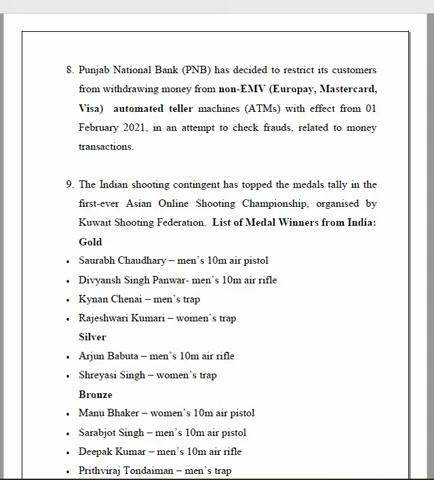 8. Punjab National Bank (PNB) has decided to restrict its customers
from withdrawing money from non-EMV (Europay, Mastercard,
Visa) automated teller machines (ATMs) with effect from 01
February 2021, in an attempt to check frauds, related to money
transactions.
9. The Indian shooting contingent has topped the medals tally in the
first-ever Asian Online Shooting Championship, organised by
Kuwait Shooting Federation. List of Medal Winners from India:
Gold
• Saurabh Chaudhary – men's 10m air pistol
• Divyansh Singh Panwar- men's 10m air rifle
• Kynan Chenai – men's trap
• Rajeshwari Kumari – women's trap
Silver
• Arjun Babuta – men's 10m air rifle
• Shreyasi Singh – women's trap
Bronze
• Manu Bhaker – women's 10m air pistol
• Sarabjot Singh – men's 10m air pistol
• Deepak Kumar – men's 10m air rifle
• Prithviraj Tondaiman – men's trap